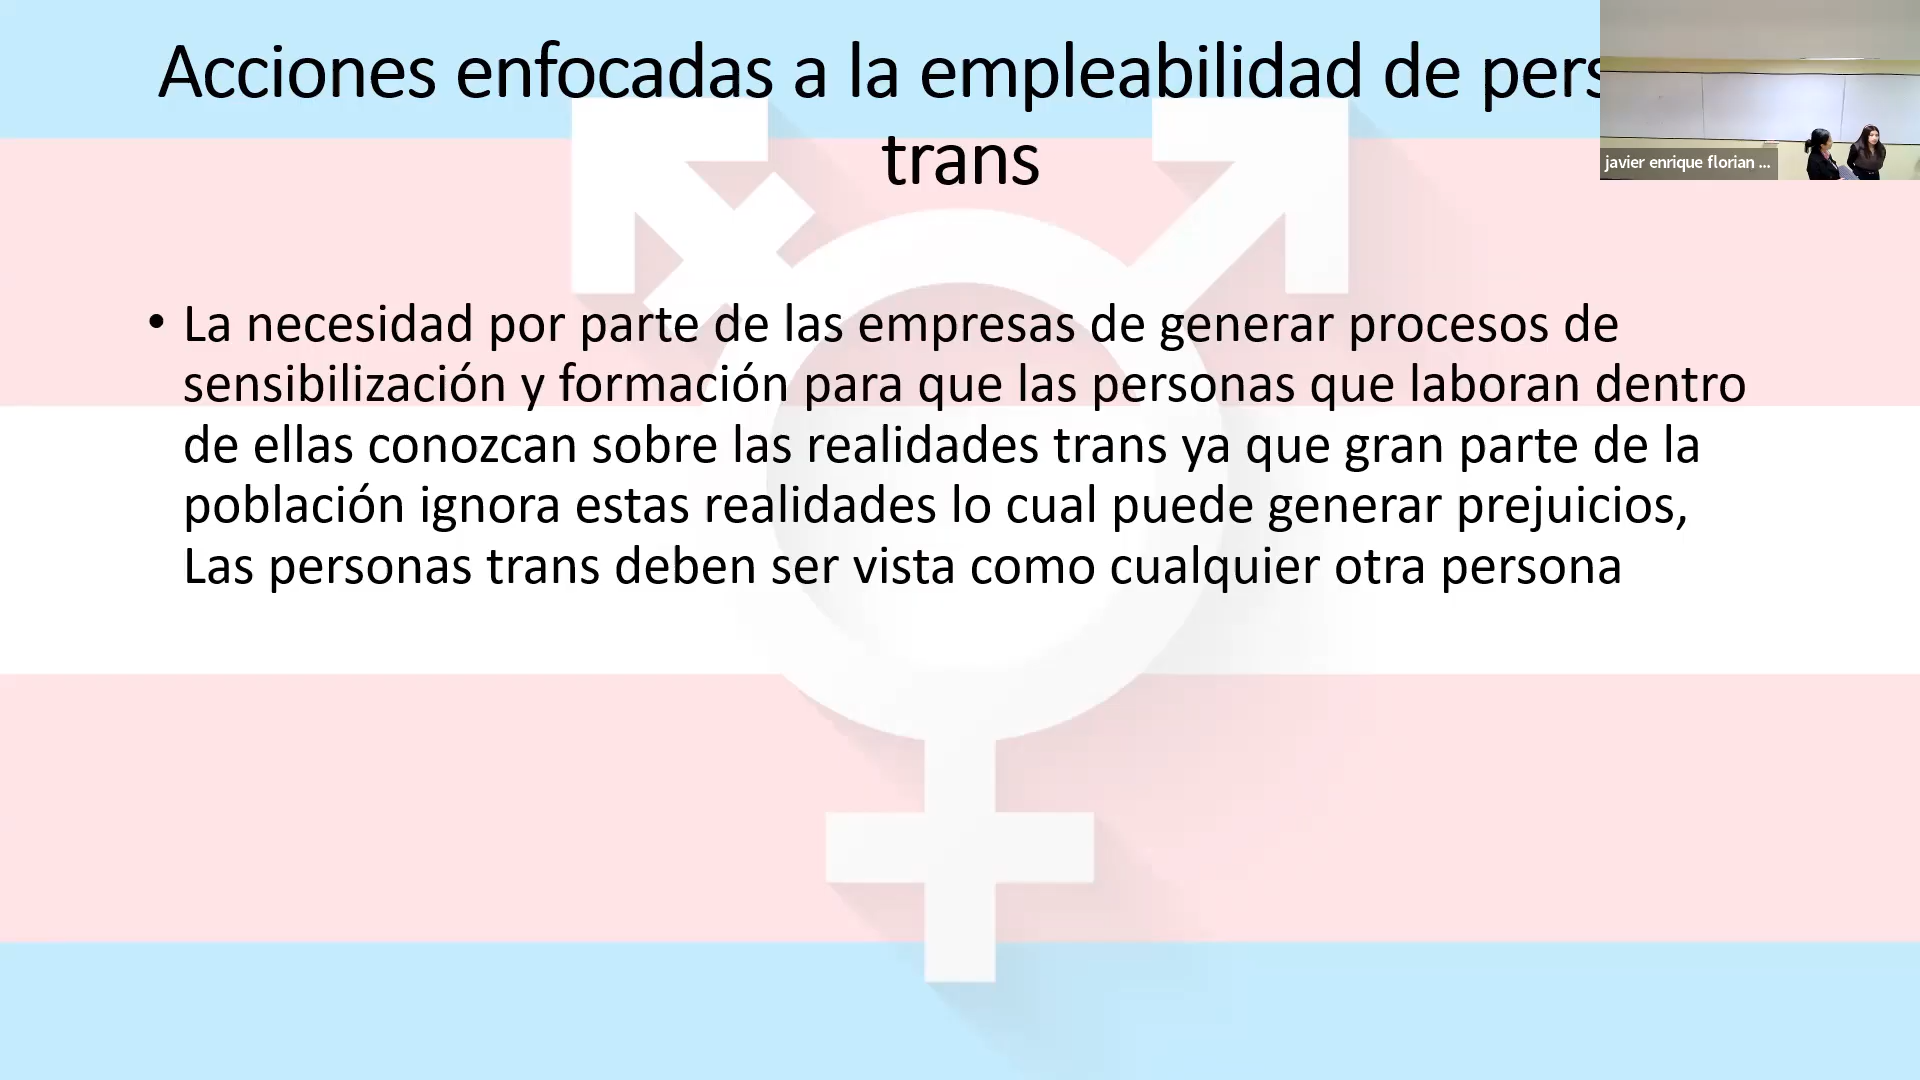 Acciones enfocadas a la empleabilidad de pers
trans
javier enrique florian ...
• La necesidad por parte de las empresas de generar procesos de
sensibilización y formación para que las personas que laboran dentro
de ellas conozcan sobre las realidades trans ya que gran parte de la
población ignora estas realidades lo cual puede generar prejuicios,
Las personas trans deben ser vista como cualquier otra persona